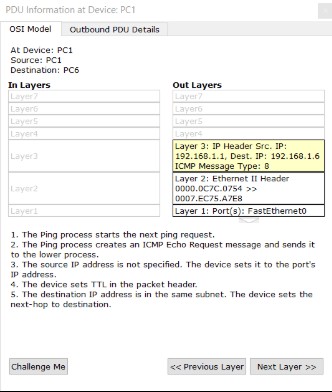 PDU Information at Device: PC1
OSI Model
Outbound PDU Details
At Device: PC1
Source: PC1
Destination: PC6
In Layers
Out Layers
Layer7
Layer6
Layer5
Layer4
Layer3
Layer2
Layer1
Layer7
Layer6
Layer5
Layer4
Layer 3: IP Header Src. IP:
192.168.1.1, Dest. IP: 192.168.1.6
ICMP Message Type: 8
Layer 2: Ethernet II Header
0000.0C7C.0754 >>
0007.EC75.A7E8
Layer 1: Port(s): FastEthernet0
1. The Ping process starts the next ping request.
2. The Ping process creates an ICMP Echo Request message and sends it
to the lower process.
3. The source IP address is not specified. The device sets it to the port's
IP address.
4. The device sets TTL in the packet header.
5. The destination IP address is in the same subnet. The device sets the
next-hop to destination.
Challenge Me
<< Previous Layer
Next Layer >>